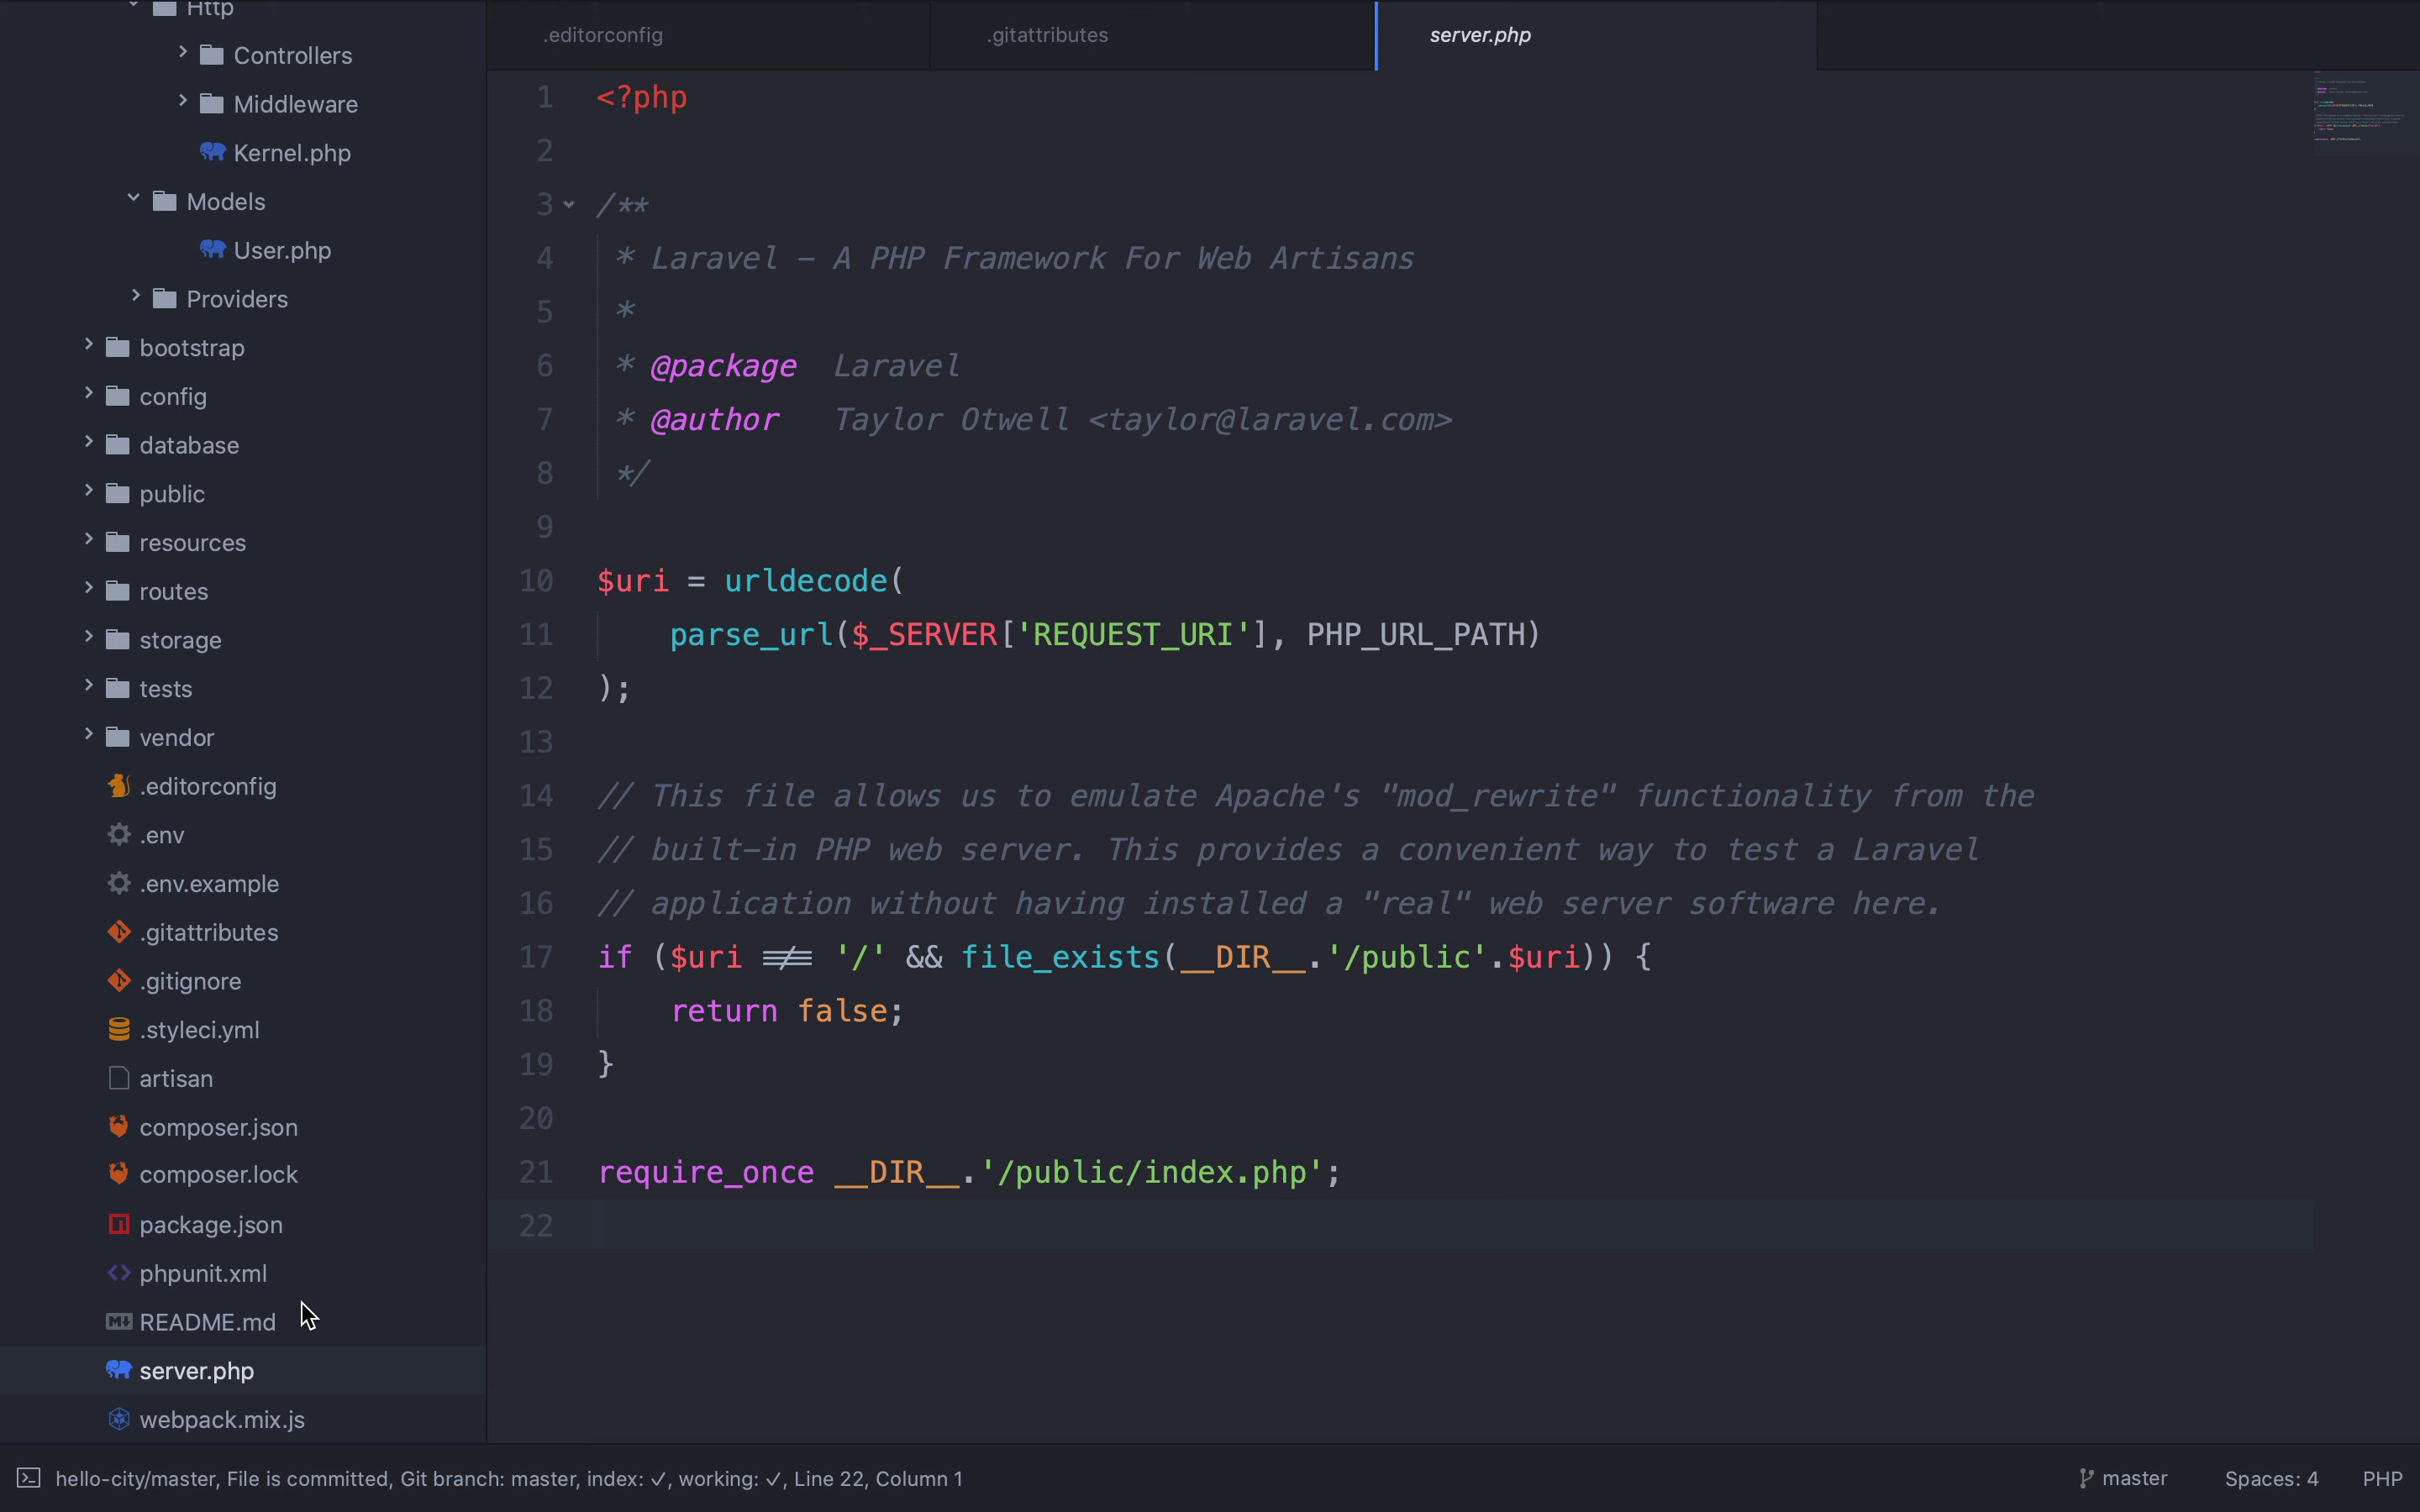 Http
Controllers
Middleware
Kernel.php
Models
User.php
Providers
bootstrap
config
database
public
resources
routes
storage
tests
vendor
.editorconfig
.env
.env.example
.gitattributes
.gitignore
.styleci.yml
artisan
composer.json
composer.lock
package.json
phpunit.xml
README.md
server.php
webpack.mix.js
.editorconfig
.gitattributes
server.php
1 <?php
2
3 /**
4  * Laravel - A PHP Framework For Web Artisans
5  *
6  * @package  Laravel
7  * @author   Taylor Otwell <taylor@laravel.com>
8  */
9
10 $uri = urldecode(
11     parse_url($_SERVER['REQUEST_URI'], PHP_URL_PATH)
12 );
13
14 // This file allows us to emulate Apache's "mod_rewrite" functionality from the
15 // built-in PHP web server. This provides a convenient way to test a Laravel
16 // application without having installed a "real" web server software here.
17 if ($uri !== '/' && file_exists(__DIR__.'/public'.$uri)) {
18     return false;
19 }
20
21 require_once __DIR__.'/public/index.php';
22
hello-city/master, File is committed, Git branch: master, index: ✓, working: ✓, Line 22, Column 1
master
Spaces: 4
PHP